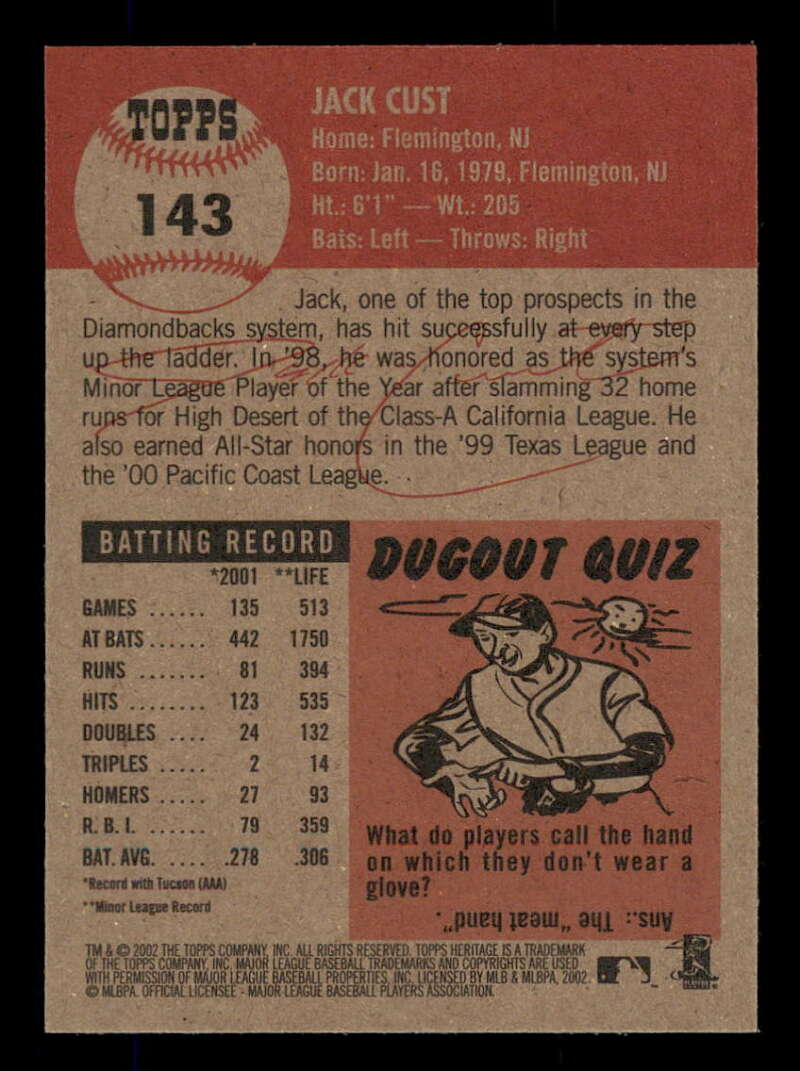 TOPPS
143
JACK CUST
Home: Flemington, NJ
Born: Jan. 16, 1979, Flemington, NJ
Ht.: 6'1" — Wt.: 205
Bats: Left — Throws: Right
Jack, one of the top prospects in the
Diamondbacks system, has hit successfully at every step
up the ladder. In '98, he was honored as the system's
Minor League Player of the Year after slamming 32 home
runs for High Desert of the Class-A California League. He
also earned All-Star honors in the '99 Texas League and
the '00 Pacific Coast League.
BATTING RECORD
*2001 **LIFE
GAMES ...... 135 513
AT BATS ...... 442 1750
RUNS ....... 81 394
HITS ........ 123 535
DOUBLES .... 24 132
TRIPLES ..... 2 14
HOMERS ..... 27 93
R. B. I. ...... 79 359
BAT. AVG. .... .278 .306
*Record with Tucson (AAA)
**Minor League Record
DUGOUT QUIZ
What do players call the hand
on which they don't wear a
glove?
Ans.: The "meat hand".
TM & © 2002 THE TOPPS COMPANY, INC. ALL RIGHTS RESERVED. TOPPS HERITAGE IS A TRADEMARK
OF THE TOPPS COMPANY, INC. MAJOR LEAGUE BASEBALL TRADEMARKS AND COPYRIGHTS ARE USED
WITH PERMISSION OF MAJOR LEAGUE BASEBALL PROPERTIES, INC. LICENSED BY MLB & MLBPA, 2002.
© MLBPA. OFFICIAL LICENSEE - MAJOR LEAGUE BASEBALL PLAYERS ASSOCIATION.